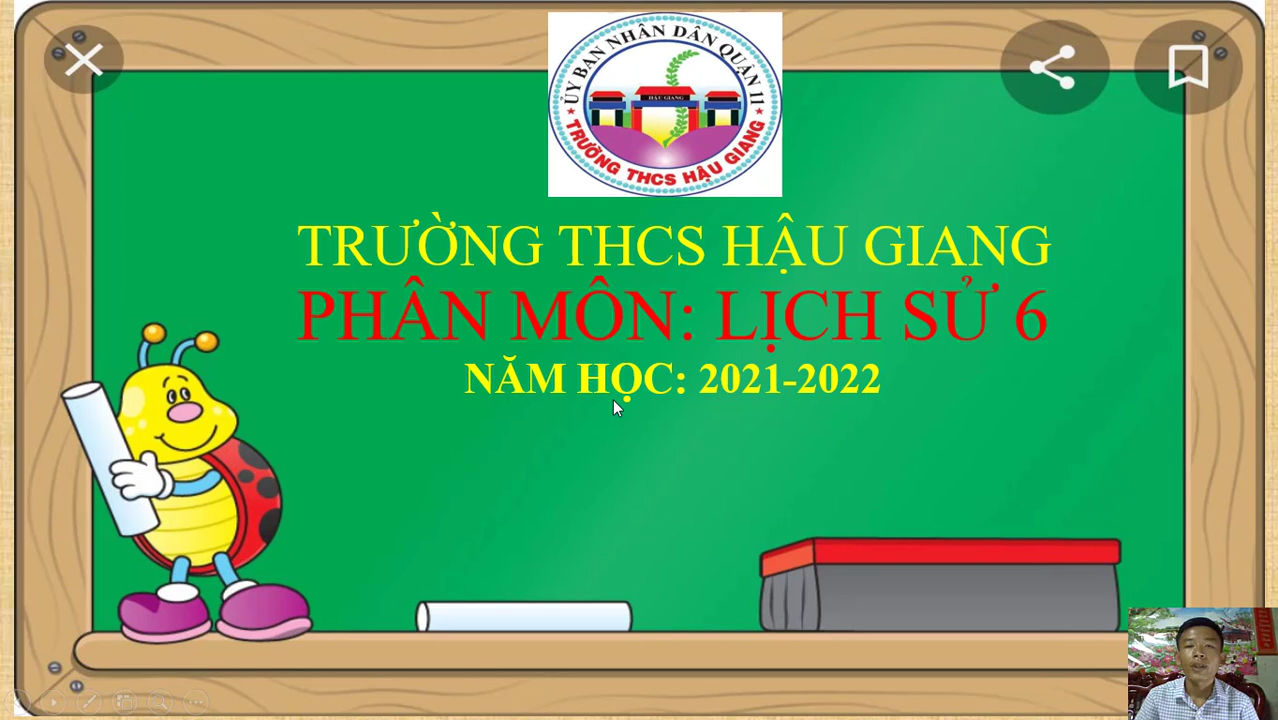 ỦY BAN NHÂN DÂN QUẬN 11
HẬU GIANG
TRƯỜNG THCS HẬU GIANG
TRƯỜNG THCS HẬU GIANG
PHÂN MÔN: LỊCH SỬ 6
NĂM HỌC: 2021-2022